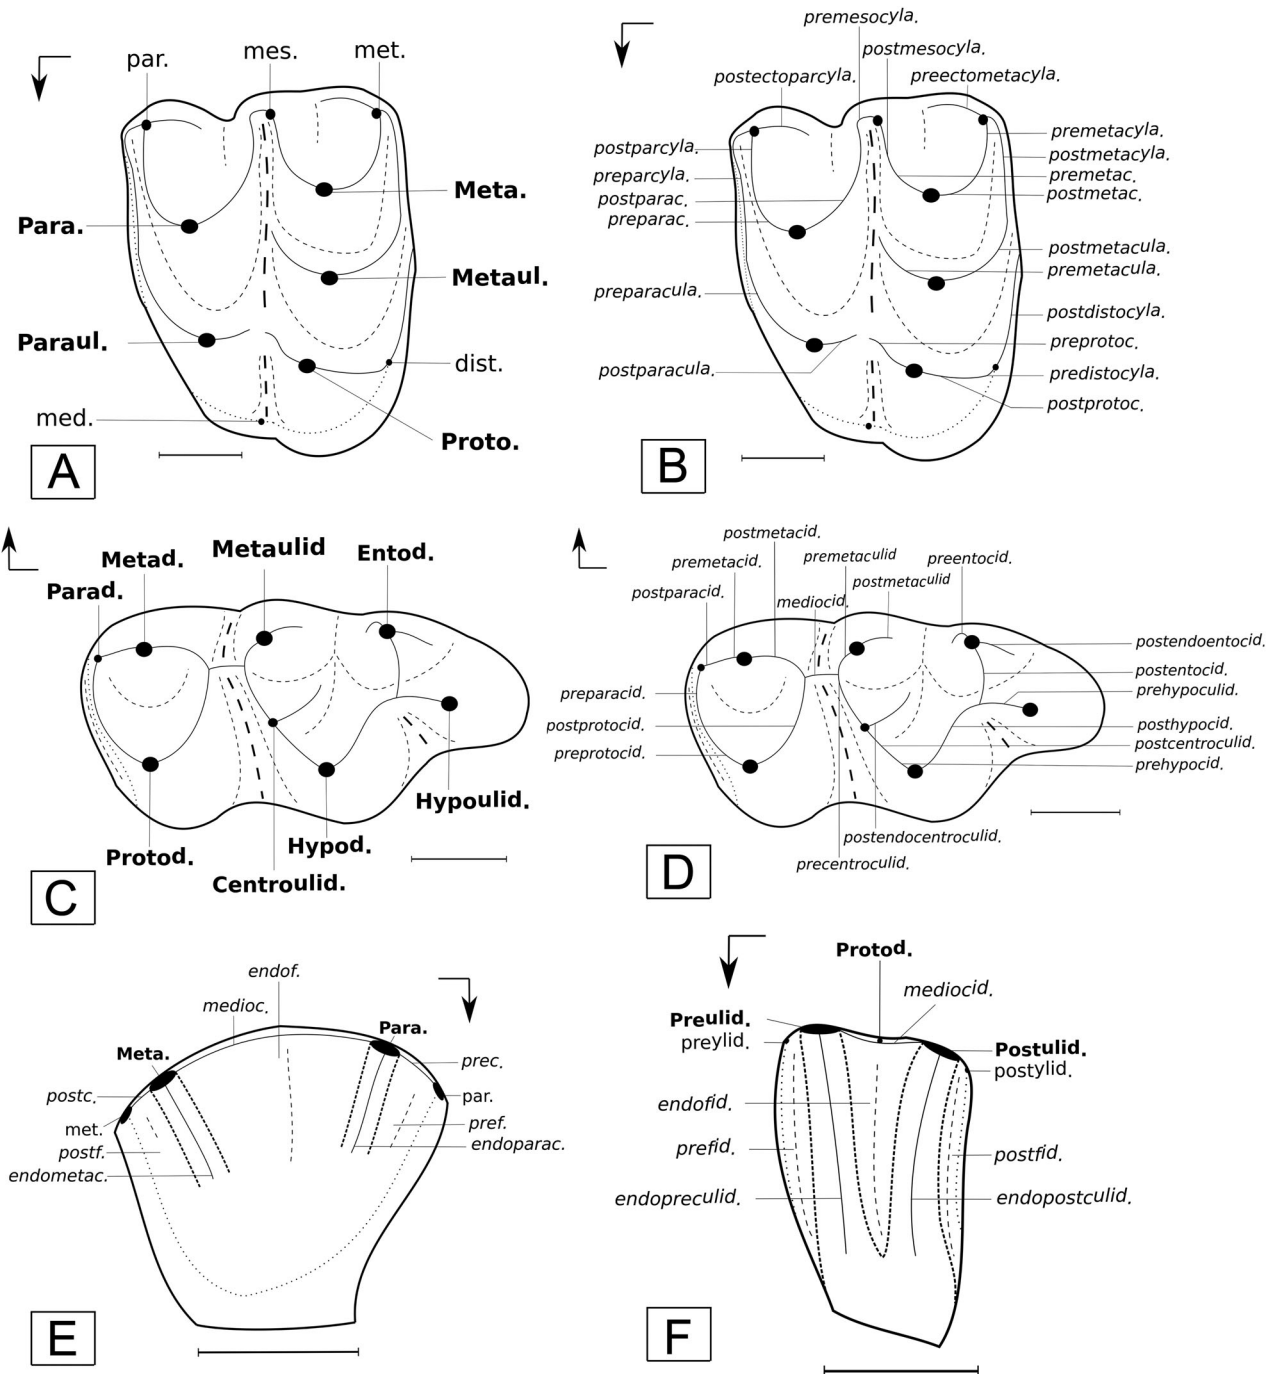 par.
mes.
met.
Para.
Meta.
Metaul.
Paraul.
dist.
med.
Proto.
A
premesocyla.
postmesocyla.
postectoparcyla.
preectometacyla.
postparcyla.
preparcyla.
postparac.
preparac.
preparacula.
postparacula.
premetacyla.
postmetacyla.
premetac.
postmetac.
postmetacula.
premetacula.
postdistocyla.
preprotoc.
predistocyla.
postprotoc.
B
Parad.
Metad.
Metaulid
Entod.
Protod.
Centroulid.
Hypod.
Hypoulid.
C
postmetacid.
premetacid.
premetaculid
preentocid.
postparacid.
mediocid.
postmetaculid
preparacid.
postprotocid.
preprotocid.
postendoentocid.
postentocid.
prehypoculid.
posthypocid.
postcentroculid.
prehypocid.
postendocentroculid.
precentroculid.
D
endof.
medioc.
Meta.
Para.
postc.
met.
postf.
endometac.
prec.
par.
pref.
endoparac.
E
Protod.
mediocid.
Preulid.
preylid.
Postulid.
postylid.
endofid.
prefid.
postfid.
endopreculid.
endopostculid.
F